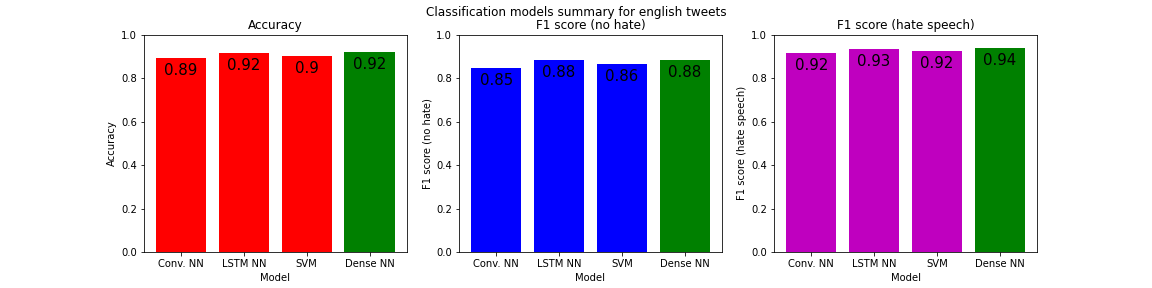 Classification models summary for english tweets
Accuracy
1.0
0.8
0.6
0.4
0.2
0.0
Accuracy
0.89
0.92
0.9
0.92
Conv. NN LSTM NN SVM Dense NN
Model
F1 score (no hate)
1.0
0.8
0.6
0.4
0.2
0.0
F1 score (no hate)
0.85
0.88
0.86
0.88
Conv. NN LSTM NN SVM Dense NN
Model
F1 score (hate speech)
1.0
0.8
0.6
0.4
0.2
0.0
F1 score (hate speech)
0.92
0.93
0.92
0.94
Conv. NN LSTM NN SVM Dense NN
Model